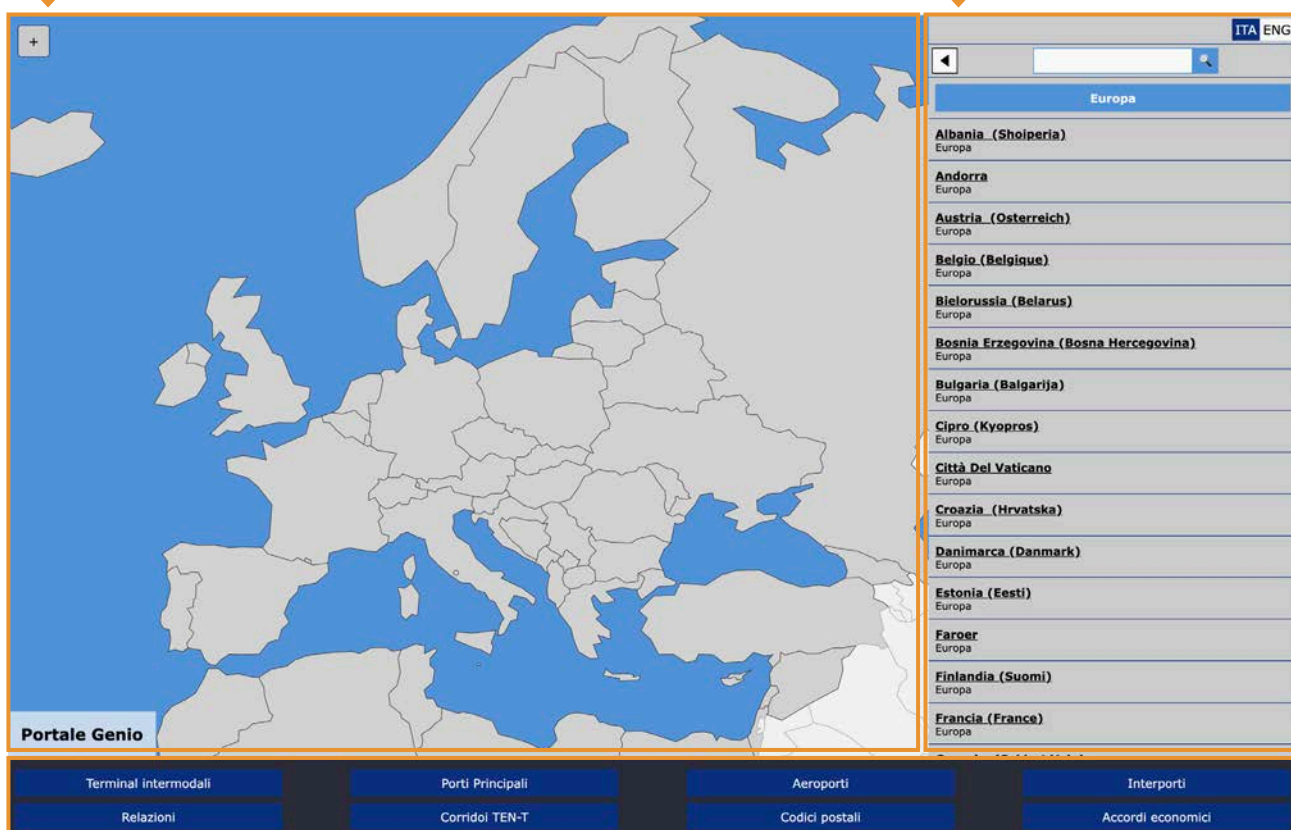 +
Portale Genio
ITA ENG
Europa
Albania (Shoiperia)
Europa
Andorra
Europa
Austria (Osterreich)
Europa
Belgio (Belgique)
Europa
Bielorussia (Belarus)
Europa
Bosnia Erzegovina (Bosna Hercegovina)
Europa
Bulgaria (Balgarija)
Europa
Cipro (Kyopros)
Europa
Città Del Vaticano
Europa
Croazia (Hrvatska)
Europa
Danimarca (Danmark)
Europa
Estonia (Eesti)
Europa
Faroer
Europa
Finlandia (Suomi)
Europa
Francia (France)
Europa
Terminal intermodali
Porti Principali
Aeroporti
Interporti
Relazioni
Corridoi TEN-T
Codici postali
Accordi economici